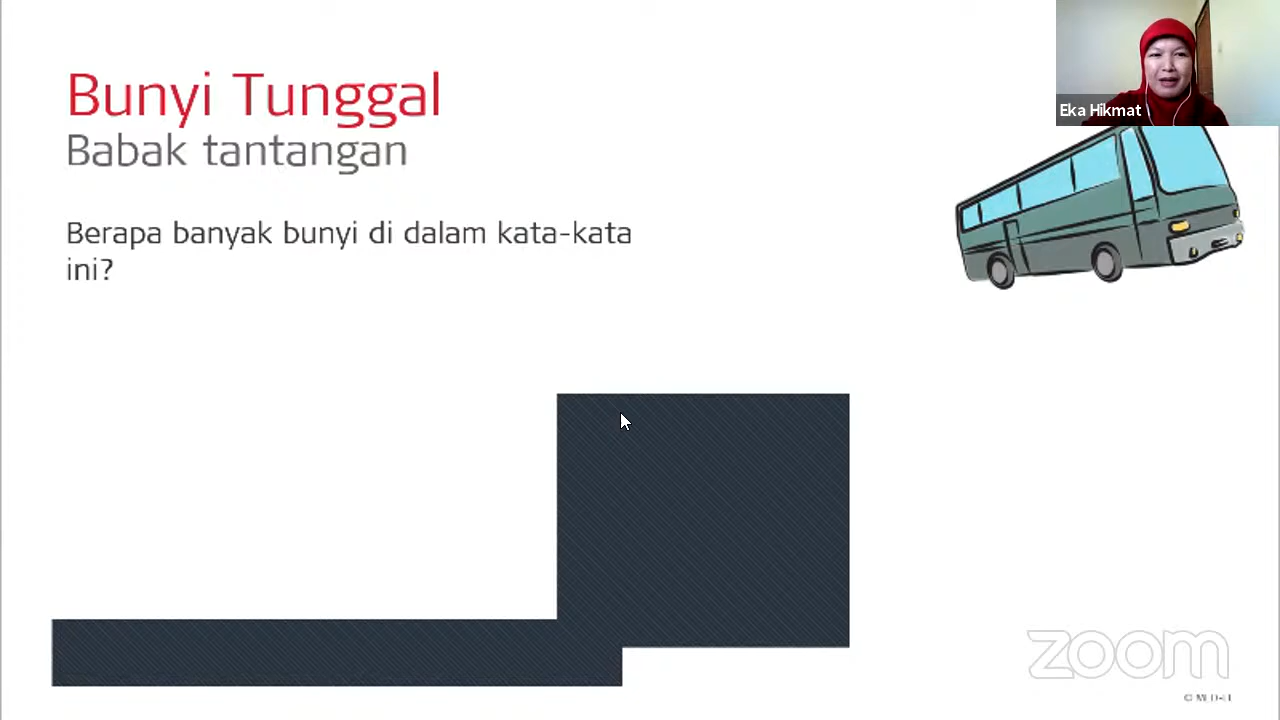 Bunyi Tunggal
Babak tantangan
Berapa banyak bunyi di dalam kata-kata
ini?
Eka Hikmat
zoom